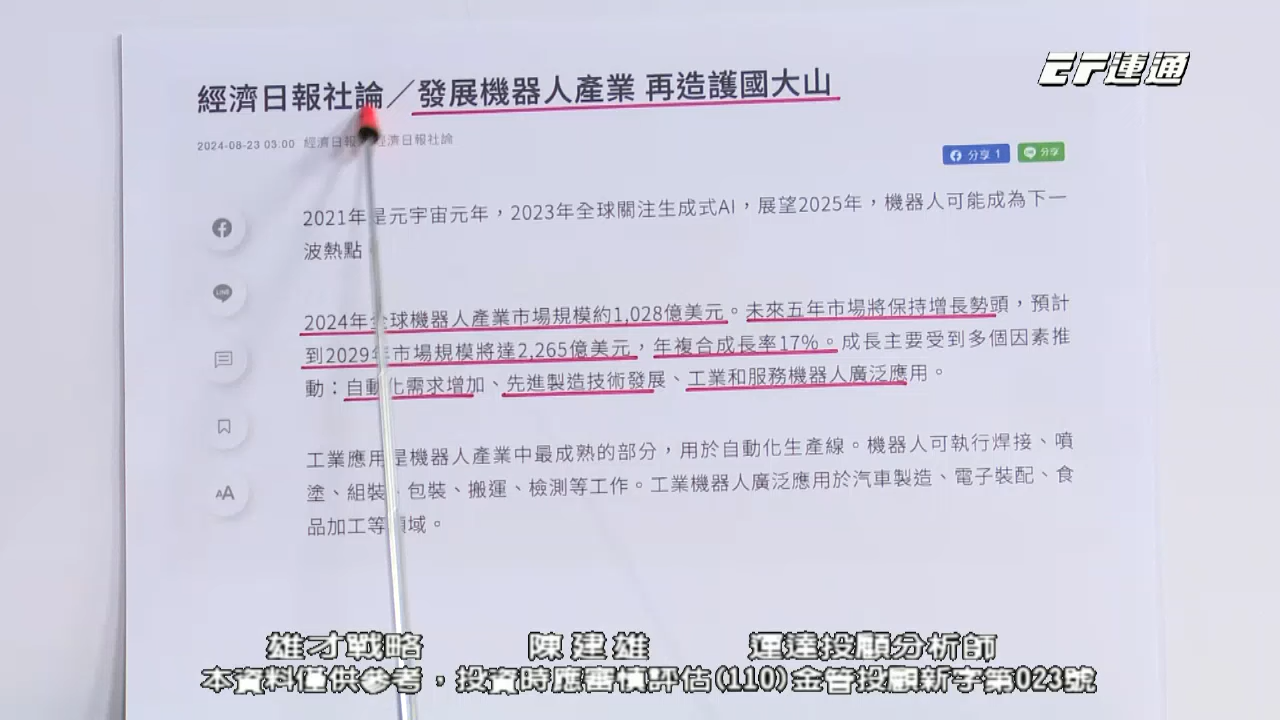 EF運通
經濟日報社論／發展機器人產業 再造護國大山
2024-08-23 03:00 經濟日報 經濟日報社論
分享 1
分享
2021年是元宇宙元年，2023年全球關注生成式AI，展望2025年，機器人可能成為下一
波熱點
LINE
2024年全球機器人產業市場規模約1,028億美元。未來五年市場將保持增長勢頭，預計
到2029年市場規模將達2,265億美元，年複合成長率17%。成長主要受到多個因素推
動：自動化需求增加、先進製造技術發展、工業和服務機器人廣泛應用。
工業應用是機器人產業中最成熟的部分，用於自動化生產線。機器人可執行焊接、噴
塗、組裝、包裝、搬運、檢測等工作。工業機器人廣泛應用於汽車製造、電子裝配、食
AA
品加工等領域。
雄才戰略 陳建雄 運達投顧分析師
本資料僅供參考，投資時應審慎評估(110)金管投顧新字第023號